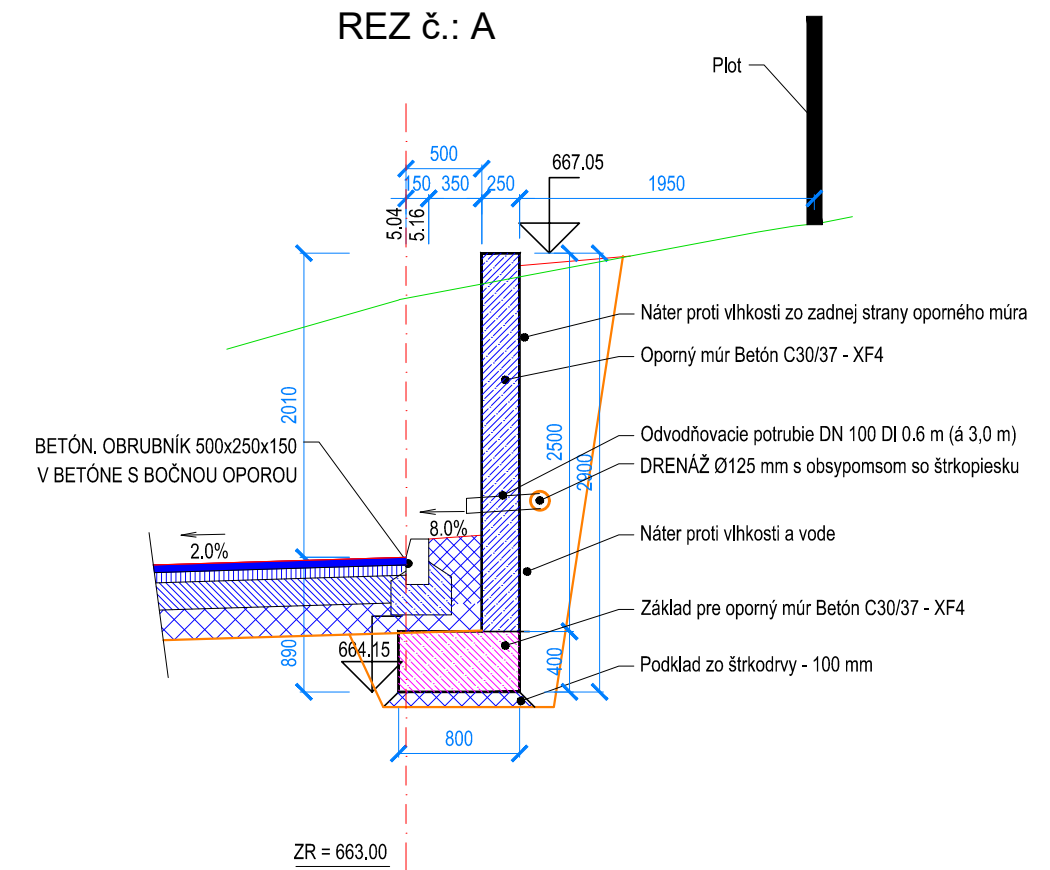 REZ č.: A
Plot
500
667.05
150 350 250 1950
5.04
5.16
Náter proti vlhkosti zo zadnej strany oporného múra
Oporný múr Betón C30/37 - XF4
2010
2500
2900
BETÓN. OBRUBNÍK 500x250x150
V BETÓNE S BOČNOU OPOROU
Odvodňovacie potrubie DN 100 Dl 0.6 m (á 3,0 m)
DRENÁŽ Ø125 mm s obsypomsom so štrkopiesku
8.0%
2.0%
Náter proti vlhkosti a vode
Základ pre oporný múr Betón C30/37 - XF4
890
664.15
400
Podklad zo štrkodrvy - 100 mm
800
ZR = 663.00